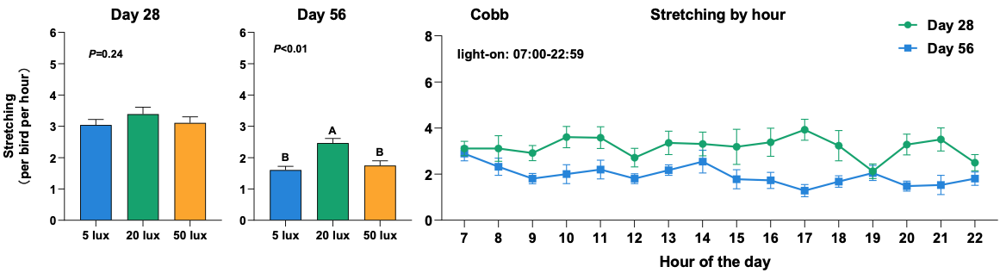 Day 28
Day 56
Cobb
Stretching by hour
Stretching
(per bird per hour)
6
5
4
3
2
1
0
P=0.24
5 lux
20 lux
50 lux
6
5
4
3
2
1
0
P<0.01
B
A
B
5 lux
20 lux
50 lux
8
6
4
2
0
light-on: 07:00-22:59
Day 28
Day 56
7 8 9 10 11 12 13 14 15 16 17 18 19 20 21 22
Hour of the day